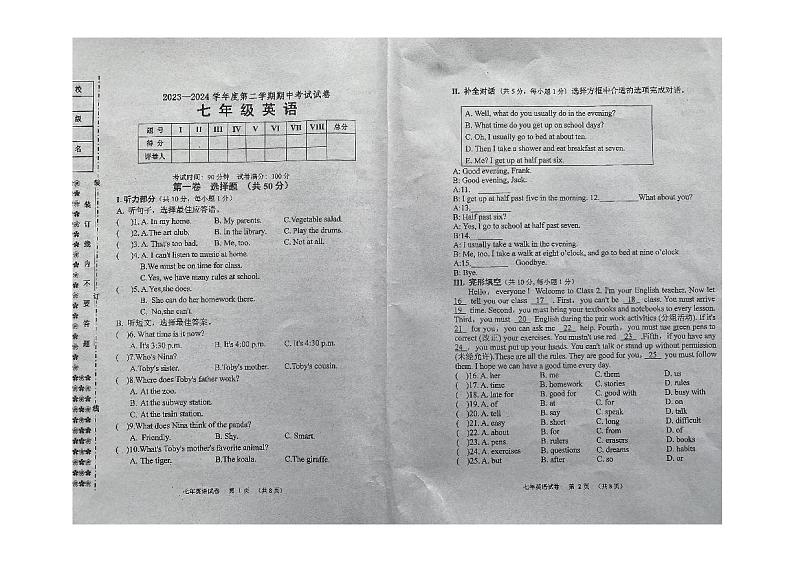 校
级
名
装
订
线
内
不
要
答
题
装
订
线
2023—2024 学年度第二学期期中考试试卷
七 年 级 英 语
题 号 I II III IV V VI VII VIII 总分
得 分
评卷人
考试时间：90 分钟 试卷满分：100 分
第一卷 选择题 （共 50 分）
I. 听力部分（共 10 分，每小题 1 分）
A. 听句子，选择最佳应答语。
( )1. A. In my home. B. My parents. C.Vegetable salad.
( )2. A.The art club. B. In the library. C. Play the drums.
( )3. A. That's too bad. B. Me, too. C. Not at all.
( )4. A. I can't listen to music at home.
B.We must be on time for class.
C.Yes, we have many rules at school.
( )5. A.Yes,she does.
B. She can do her homework there.
C. No,she can't.
B. 听短文，选择最佳答案。
( )6. What time is it now?
A. It's 3:30 p.m. B. It's 4:00 p.m. C. It's 4:30 p.m.
( )7.Who's Nina?
A.Toby's sister. B.Toby's mother. C.Toby's cousin.
( )8.Where does Toby's father work?
A. At the zoo.
B. At the subway station.
C. At the train station.
( )9.What does Nina think of the panda?
A. Friendly. B. Shy. C. Smart.
( )10.What's Toby's mother's favorite animal?
A. The tiger. B.The koala. C.The giraffe.
七年英语试卷 第 1 页 （共 8 页）
II. 补全对话（共 5 分，每小题 1 分）选择方框中合适的选项完成对话。
A. Well, what do you usually do in the evening?
B. What time do you get up on school days?
C. Oh, I usually go to bed at about ten.
D. Then I take a shower and eat breakfast at seven.
E. Me? I get up at half past six.
A: Good evening, Frank.
B: Good evening, Jack.
A:11.
B: I get up at half past five in the morning. 12.________What about you?
A:13.
B: Half past six?
A: Yes, I go to school at half past seven.
B:14.
A: I usually take a walk in the evening.
B: Me, too. I take a walk at eight o'clock, and go to bed at nine o'clock
A:15.________ Goodbye.
B: Bye.
III. 完形填空（共 10 分,每小题 1 分）
Hello, everyone! Welcome to Class 2. I'm your English teacher. Now let
16 tell you our class 17 . First, you can't be 18 class. You must arrive
19 time. Second, you must bring your textbooks and notebooks to every lesson.
Third, you must 20 English during the pair work activities (分组活动). If it's
21 for you, you can ask me 22 help. Fourth, you must use green pens to
correct (改正) your exercises. You mustn't use red 23 .Fifth, if you have any
24 , you must put up your hands. You can't talk or stand up without permission
(未经允许).These are all the rules. They are good for you, 25 you must follow
them. I hope we can have a good time every day.
( )16. A. her B. me C. them D. us
( )17. A. time B. homework C. stories D. rules
( )18. A. late for B. good for C. good with D. busy with
( )19. A. of B. at C. for D. on
( )20. A. tell B. say C. speak D. talk
( )21. A. easy B. short C. long D. difficult
( )22. A. about B. for C. from D. of
( )23. A. pens B. rulers C. erasers D. books
( )24. A. exercises B. questions C. dreams D. habits
( )25. A. but B. after C. so D. or
七年英语试卷 第 2 页 （共 8 页）